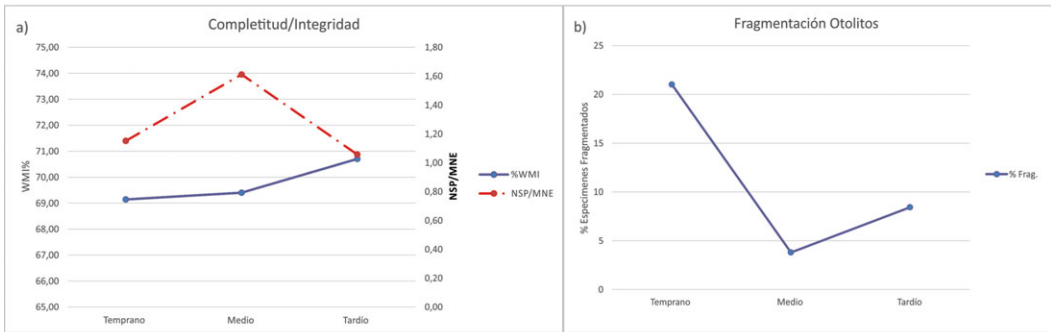 a)
Completitud/Integridad
75,00
74,00
73,00
72,00
71,00
70,00
69,00
68,00
67,00
66,00
65,00
WMI%
1,80
1,60
1,40
1,20
1,00
0,80
0,60
0,40
0,20
0,00
NSP/MNE
Temprano
Medio
Tardío
%WMI
NSP/MNE
b)
Fragmentación Otolitos
25
20
15
10
5
0
% Especímenes Fragmentados
Temprano
Medio
Tardío
% Frag.